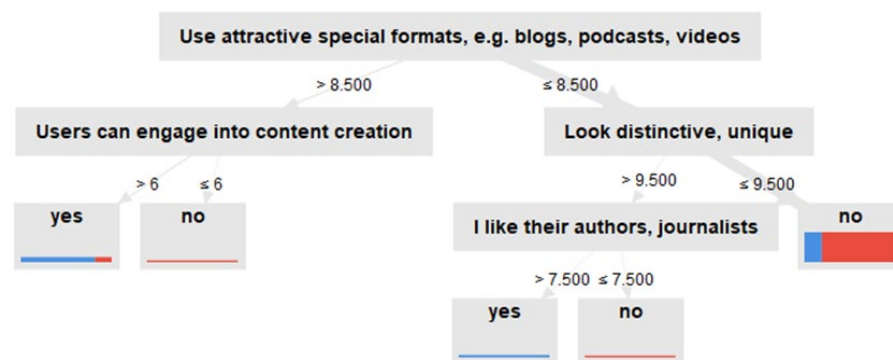 Use attractive special formats, e.g. blogs, podcasts, videos
> 8.500
≤ 8.500
Users can engage into content creation
Look distinctive, unique
> 6
≤ 6
> 9.500
≤ 9.500
yes
no
I like their authors, journalists
no
> 7.500
≤ 7.500
yes
no